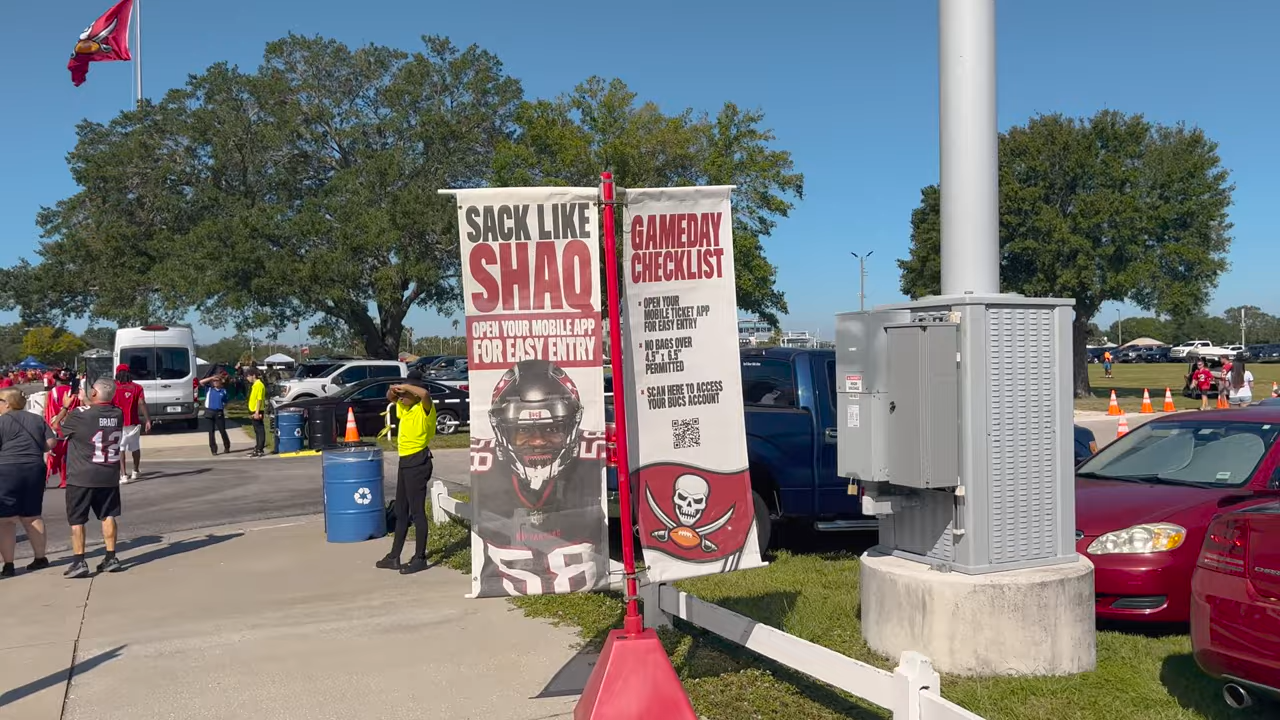 SACK LIKE
SHAQ
OPEN YOUR MOBILE APP
FOR EASY ENTRY
58
58
58
GAMEDAY
CHECKLIST
OPEN YOUR
MOBILE TICKET APP
FOR EASY ENTRY
NO BAGS OVER
4.5" x 6.5"
PERMITTED
SCAN HERE TO ACCESS
YOUR BUCS ACCOUNT
BRADY
12